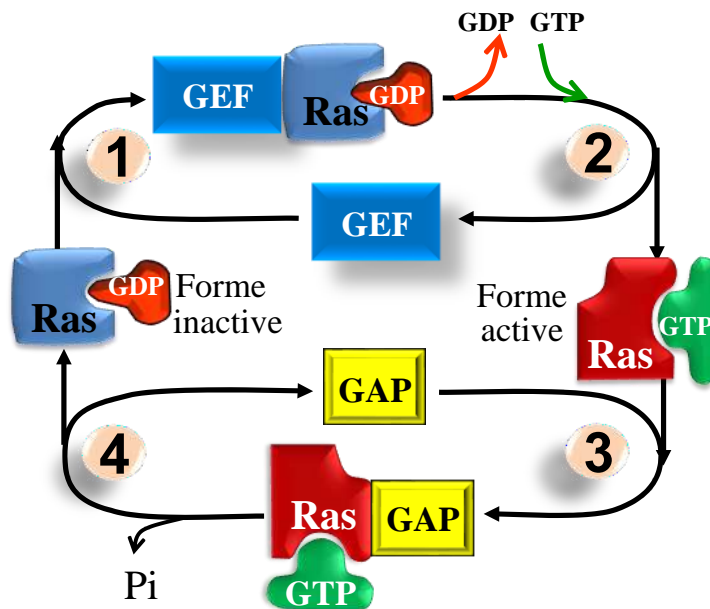 GDP GTP
GEF
Ras
GDP
1
2
GEF
Ras
GDP
Forme
inactive
Forme
active
Ras
GTP
GAP
4
3
Ras
GAP
GTP
Pi